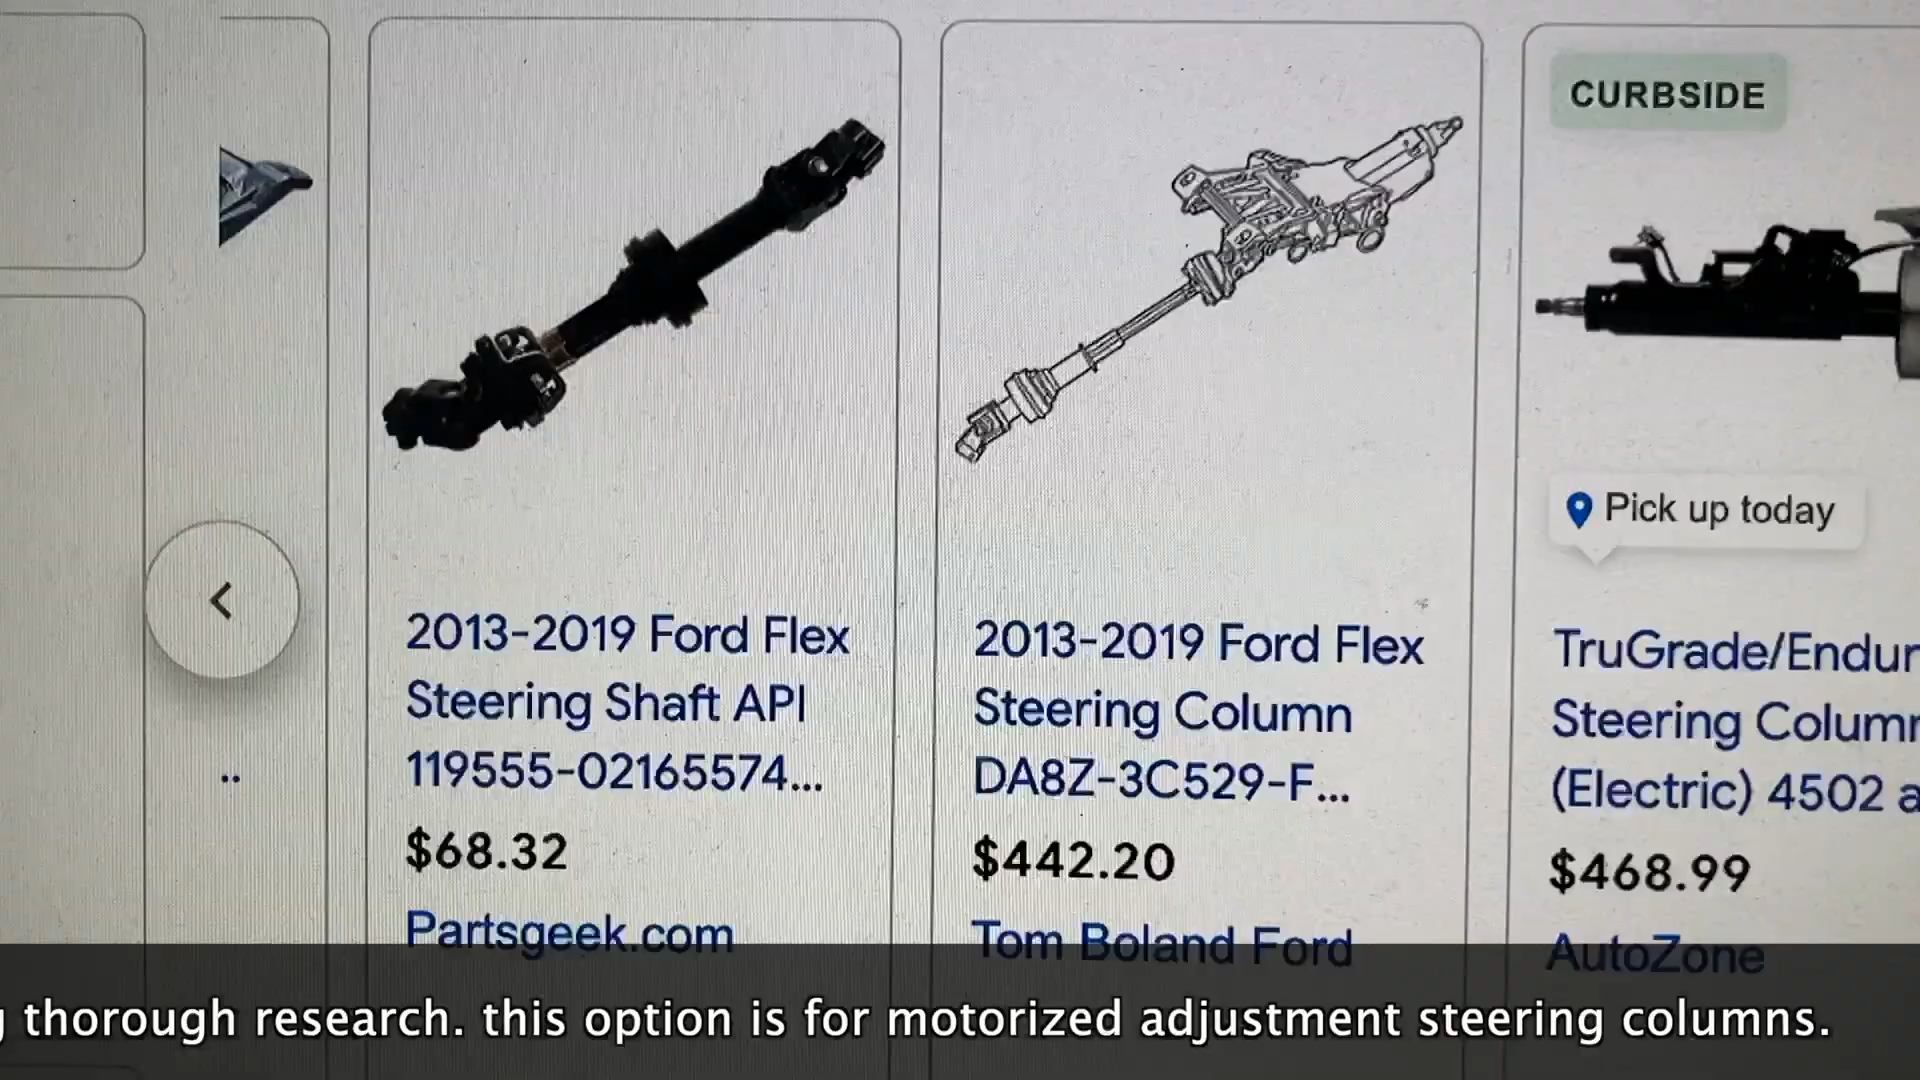 CURBSIDE
Pick up today
2013-2019 Ford Flex
Steering Shaft API
119555-02165574...
$68.32
Partsgeek.com
2013-2019 Ford Flex
Steering Column
DA8Z-3C529-F...
$442.20
Tom Boland Ford
TruGrade/Endur
Steering Column
(Electric) 4502 a
$468.99
AutoZone
..
thorough research. this option is for motorized adjustment steering columns.